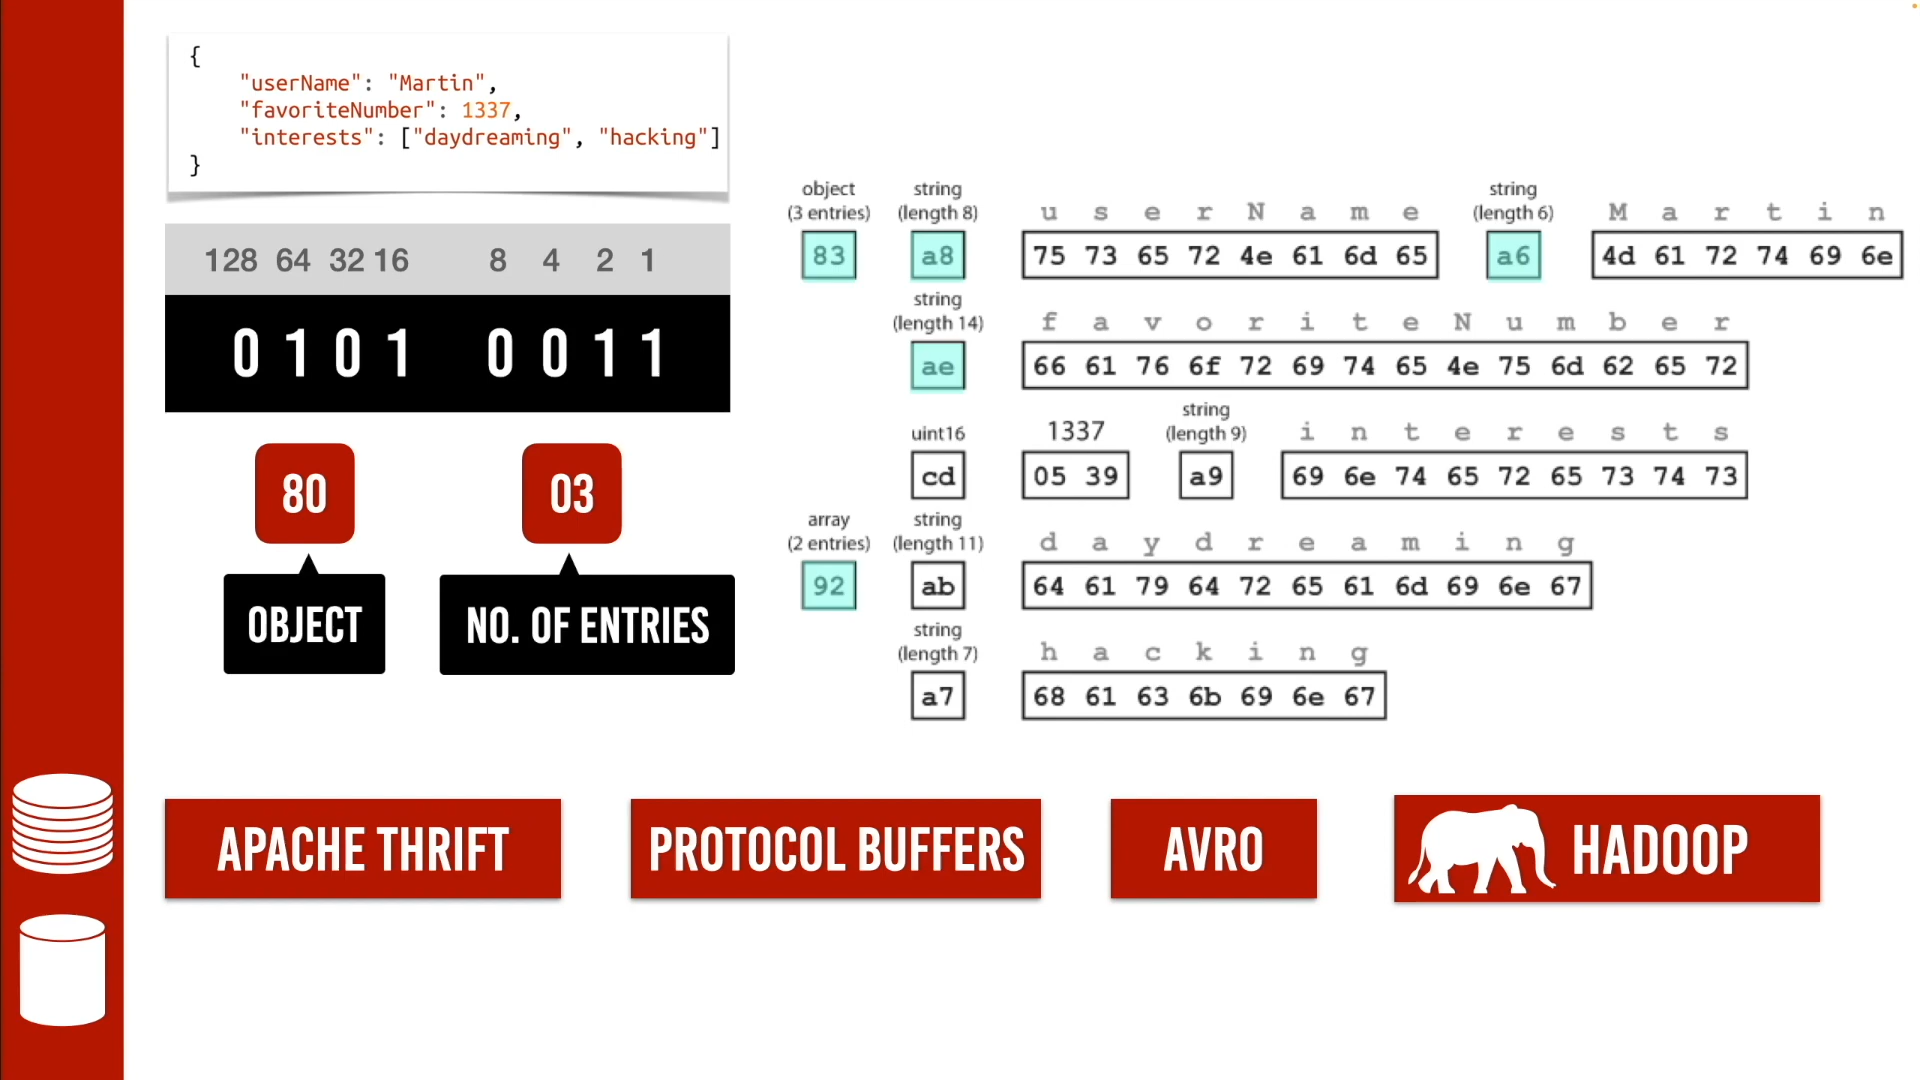 {
"userName": "Martin",
"favoriteNumber": 1337,
"interests": ["daydreaming", "hacking"]
}
128 64 32 16 8 4 2 1
0 1 0 1 0 0 1 1
80 03
OBJECT NO. OF ENTRIES
object string string
(3 entries) (length 8) u s e r N a m e (length 6) M a r t i n
83 a8 75 73 65 72 4e 61 6d 65 a6 4d 61 72 74 69 6e
string
(length 14) f a v o r i t e N u m b e r
ae 66 61 76 6f 72 69 74 65 4e 75 6d 62 65 72
string
uint16 1337 (length 9) i n t e r e s t s
cd 05 39 a9 69 6e 74 65 72 65 73 74 73
array string
(2 entries) (length 11) d a y d r e a m i n g
92 ab 64 61 79 64 72 65 61 6d 69 6e 67
string
(length 7) h a c k i n g
a7 68 61 63 6b 69 6e 67
APACHE THRIFT PROTOCOL BUFFERS AVRO HADOOP